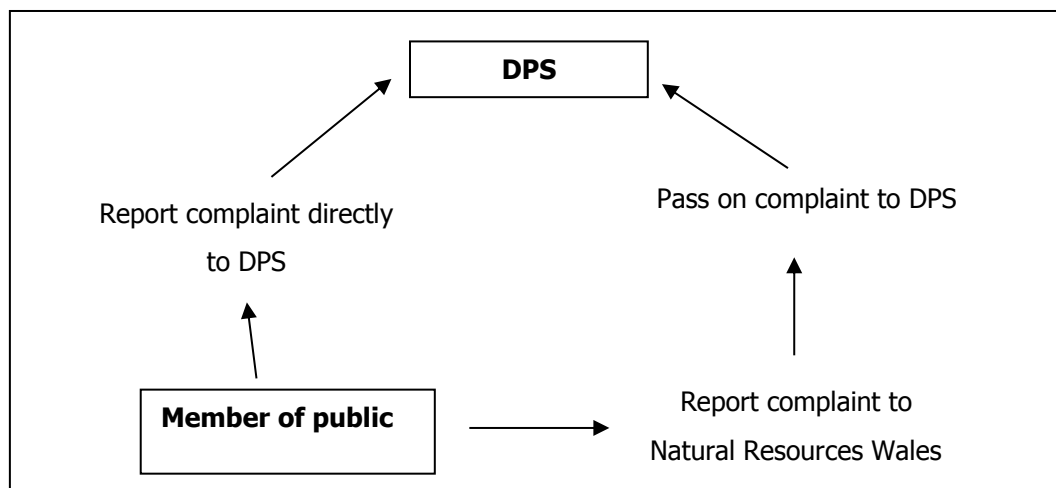 DPS
Report complaint directly
to DPS
Pass on complaint to DPS
Member of public
Report complaint to
Natural Resources Wales